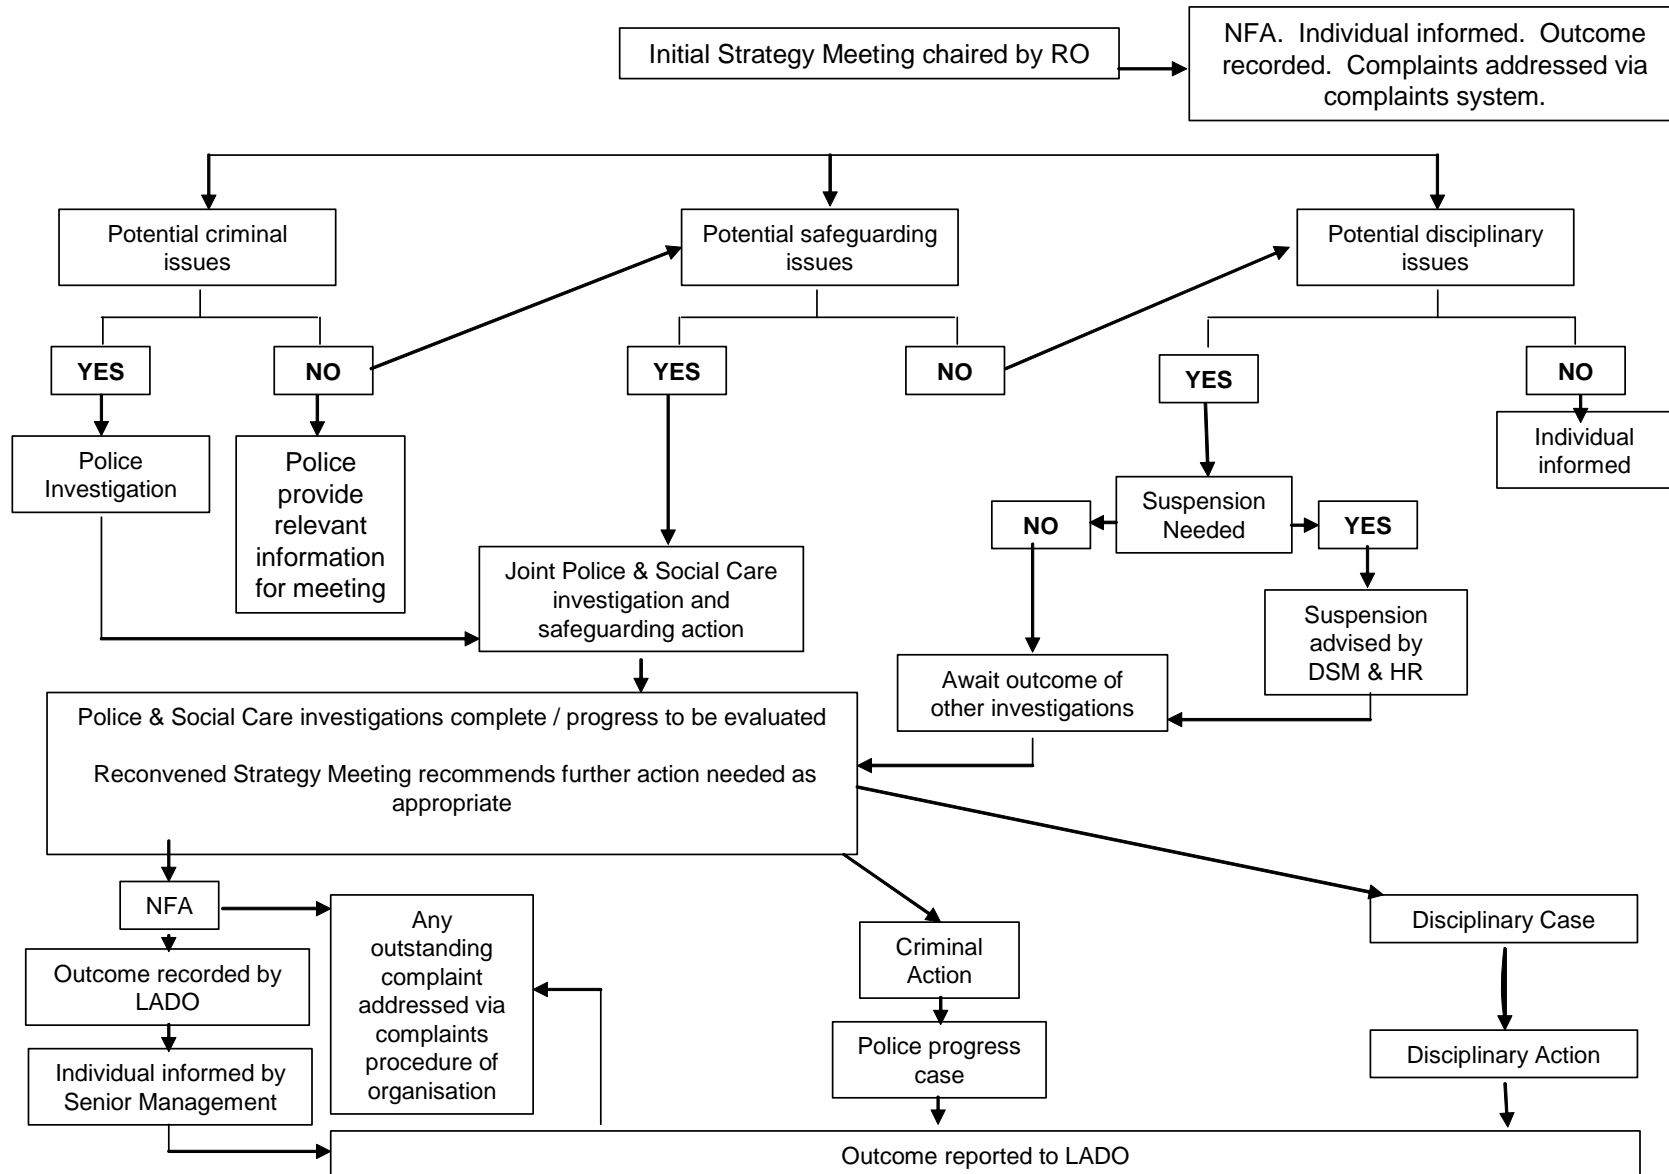 Initial Strategy Meeting chaired by RO
NFA.  Individual informed.  Outcome
recorded.  Complaints addressed via
complaints system.
Potential criminal
issues
Potential safeguarding
issues
Potential disciplinary
issues
YES
NO
YES
NO
YES
NO
Police
Investigation
Police
provide
relevant
information
for meeting
Joint Police & Social Care
investigation and
safeguarding action
Individual
informed
Suspension
Needed
NO
YES
Suspension
advised by
DSM & HR
Await outcome of
other investigations
Police & Social Care investigations complete / progress to be evaluated
Reconvened Strategy Meeting recommends further action needed as
appropriate
NFA
Outcome recorded by
LADO
Individual informed by
Senior Management
Any
outstanding
complaint
addressed via
complaints
procedure of
organisation
Criminal
Action
Police progress
case
Disciplinary Case
Disciplinary Action
Outcome reported to LADO